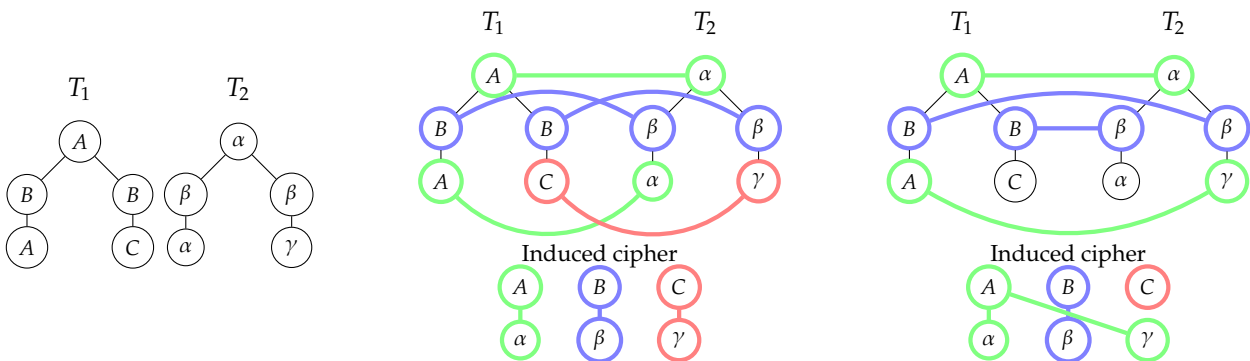 T₁ T₂
A α
B B β β
A C α γ
T₁ T₂
A α
B B β β
A C α γ
Induced cipher
A B C
α β γ
T₁ T₂
A α
B B β β
A C α γ
Induced cipher
A B C
α β γ